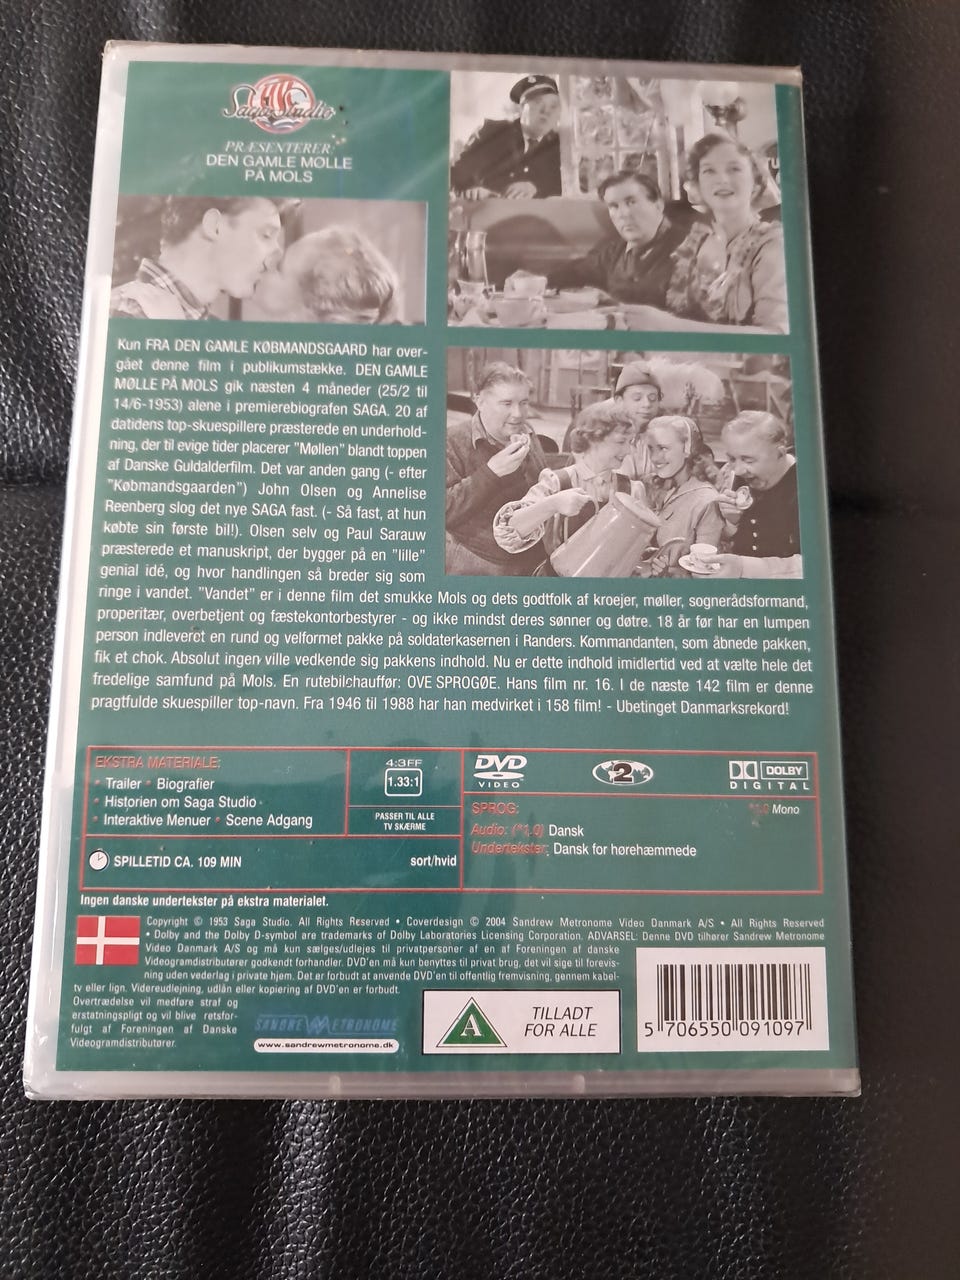 Saga Studio
PRÆSENTERER:
DEN GAMLE MØLLE
PÅ MOLS
Kun FRA DEN GAMLE KØBMANDSGAARD har over-
gået denne film i publikumstække. DEN GAMLE
MØLLE PÅ MOLS gik næsten 4 måneder (25/2 til
14/6-1953) alene i premierebiografen SAGA. 20 af
datidens top-skuespillere præsterede en underhold-
ning, der til evige tider placerer "Møllen" blandt toppen
af Danske Guldalderfilm. Det var anden gang (- efter
"Købmandsgaarden") John Olsen og Annelise
Reenberg slog det nye SAGA fast. (- Så fast, at hun
købte sin første bil!). Olsen selv og Paul Sarauw
præsterede et manuskript, der bygger på en "lille"
genial idé, og hvor handlingen så breder sig som
ringe i vandet. "Vandet" er i denne film det smukke Mols og dets godtfolk af kroejer, møller, sognerådsformand,
properitær, overbetjent og fæstekontorbestyrer - og ikke mindst deres sønner og døtre. 18 år før har en lumpen
person indleveret en rund og velformet pakke på soldaterkasernen i Randers. Kommandanten, som åbnede pakken,
fik et chok. Absolut ingen ville vedkende sig pakkens indhold. Nu er dette indhold imidlertid ved at vælte hele det
fredelige samfund på Mols. En rutebilchauffør: OVE SPROGØE. Hans film nr. 16. I de næste 142 film er denne
pragtfulde skuespiller top-navn. Fra 1946 til 1988 har han medvirket i 158 film! - Ubetinget Danmarksrekord!
EKSTRA MATERIALE:
• Trailer • Biografier
• Historien om Saga Studio
• Interaktive Menuer • Scene Adgang
4:3FF
1.33:1
PASSER TIL ALLE
TV SKÆRME
SPILLETID CA. 109 MIN
sort/hvid
DVD
VIDEO
2
DOLBY
DIGITAL
SPROG:
*1.0 Mono
Audio: (*1.0) Dansk
Undertekster: Dansk for hørehæmmede
Ingen danske undertekster på ekstra materialet.
Copyright © 1953 Saga Studio. All Rights Reserved • Coverdesign © 2004 Sandrew Metronome Video Danmark A/S • All Rights Reserved
• Dolby and the Dolby D-symbol are trademarks of Dolby Laboratories Licensing Corporation. ADVARSEL: Denne DVD tilhører Sandrew Metronome
Video Danmark A/S og må kun sælges/udlejes til privatpersoner af en af Foreningen af danske
Videogramdistributører godkendt forhandler. DVD'en må kun benyttes til privat brug, det vil sige til forevis-
ning uden vederlag i private hjem. Det er forbudt at anvende DVD'en til offentlig fremvisning, gennem kabel-
tv eller lign. Videreudlejning, udlån eller kopiering af DVD'en er forbudt.
Overtrædelse vil medføre straf og
erstatningspligt og vil blive retsfor-
fulgt af Foreningen af Danske
Videogramdistributører.
SANDREW METRONOME
www.sandrewmetronome.dk
A
TILLADT
FOR ALLE
5 706550 091097